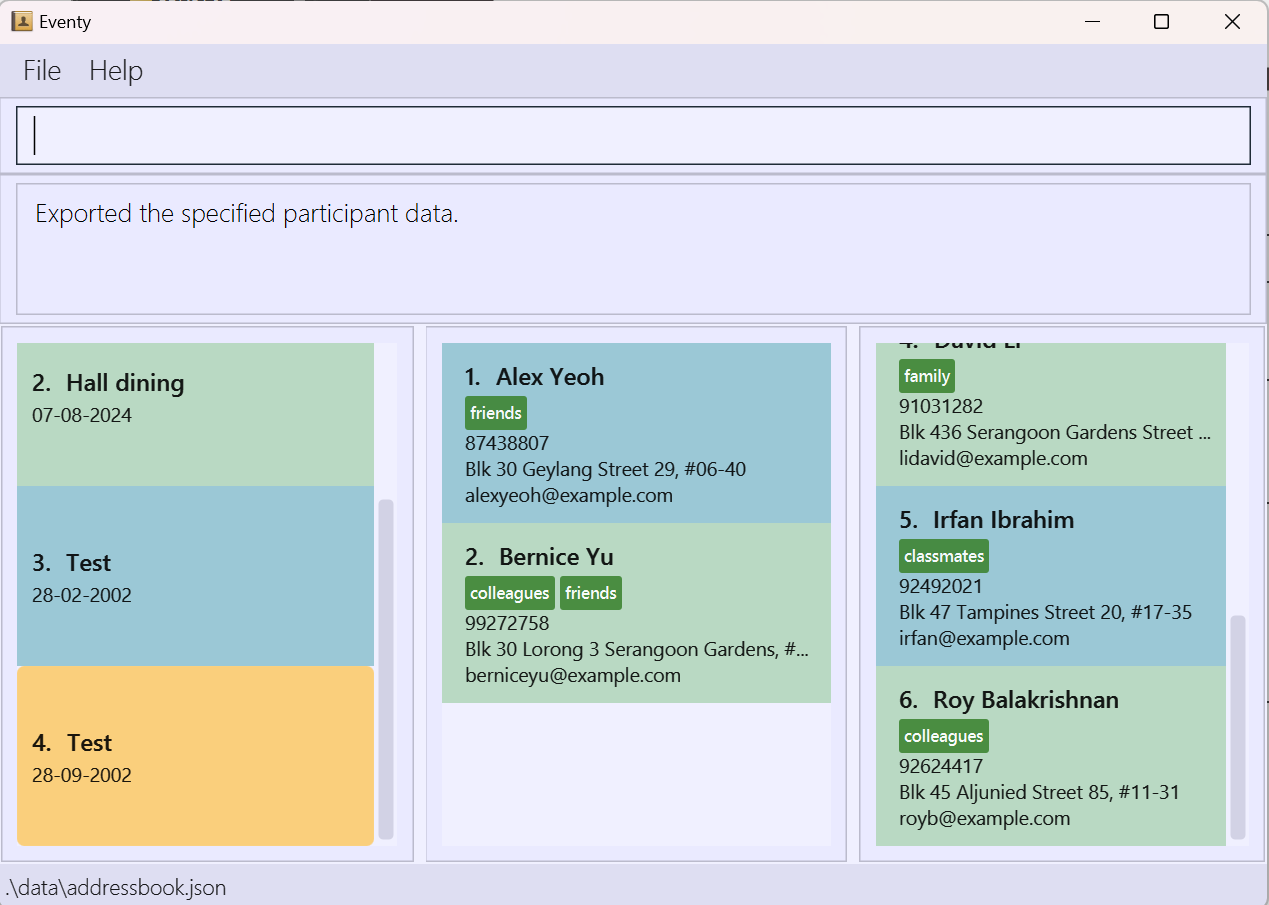 Eventy
File Help
Exported the specified participant data.
2. Hall dining
07-08-2024
3. Test
28-02-2002
4. Test
28-09-2002
1. Alex Yeoh
friends
87438807
Blk 30 Geylang Street 29, #06-40
alexyeoh@example.com
2. Bernice Yu
colleagues friends
99272758
Blk 30 Lorong 3 Serangoon Gardens, #...
berniceyu@example.com
4. David Li
family
91031282
Blk 436 Serangoon Gardens Street ...
lidavid@example.com
5. Irfan Ibrahim
classmates
92492021
Blk 47 Tampines Street 20, #17-35
irfan@example.com
6. Roy Balakrishnan
colleagues
92624417
Blk 45 Aljunied Street 85, #11-31
royb@example.com
.\data\addressbook.json